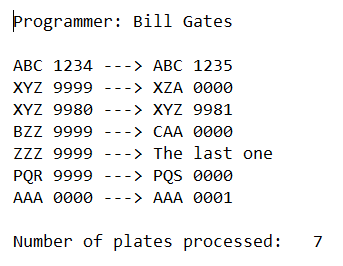 Programmer: Bill Gates
ABC 1234 ---> ABC 1235
XYZ 9999 ---> XZA 0000
XYZ 9980 ---> XYZ 9981
BZZ 9999 ---> CAA 0000
ZZZ 9999 ---> The last one
PQR 9999 ---> PQS 0000
AAA 0000 ---> AAA 0001
Number of plates processed:   7